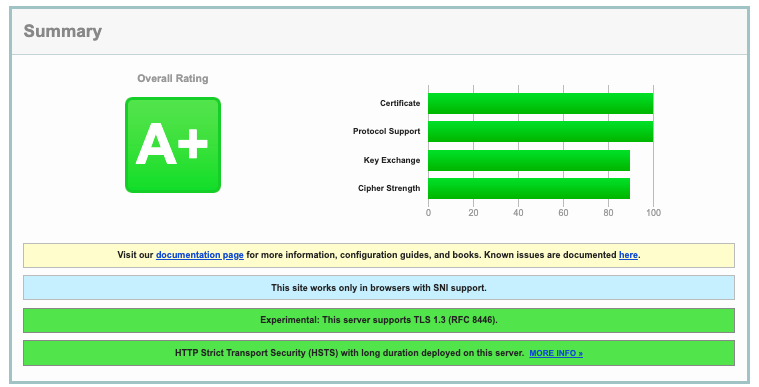 Summary
Overall Rating
A+
Certificate
Protocol Support
Key Exchange
Cipher Strength
0 20 40 60 80 100
Visit our documentation page for more information, configuration guides, and books. Known issues are documented here.
This site works only in browsers with SNI support.
Experimental: This server supports TLS 1.3 (RFC 8446).
HTTP Strict Transport Security (HSTS) with long duration deployed on this server. MORE INFO »